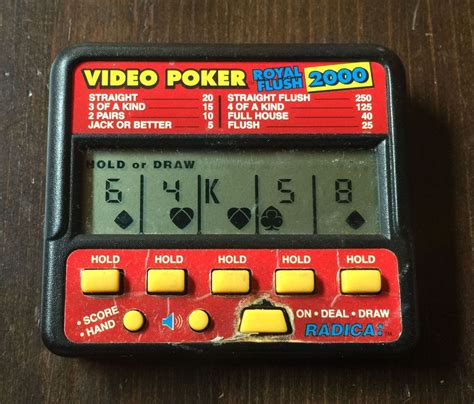 VIDEO POKER ROYAL FLUSH 2000
STRAIGHT 20 STRAIGHT FLUSH 250
3 OF A KIND 15 4 OF A KIND 125
2 PAIRS 10 FULL HOUSE 40
JACK OR BETTER 5 FLUSH 25
HOLD or DRAW
6 4 K 5 8
HOLD HOLD HOLD HOLD HOLD
• SCORE ON • DEAL • DRAW
• HAND RADICA:™